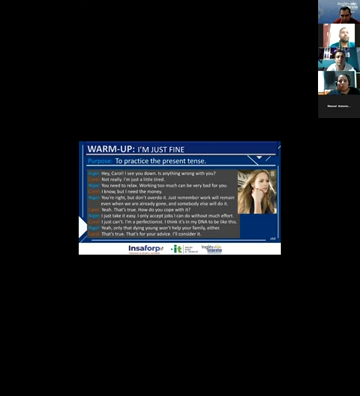 WARM-UP: I'M JUST FINE
Purpose: To practice the present tense.
Hey, Carol! I see you down. Is anything wrong with you?
Not really. I'm just a little tired.
You need to relax. Working too much can be very bad for you.
I know, but I need the money.
You're right, but don't overdo it. Just remember work will remain
even when we are already gone, and somebody else will do it.
Yeah. That's true. How do you cope with it?
I just take it easy. I only accept jobs I can do without much effort.
I just can't. I'm a perfectionist. I think it's in my DNA to be like this.
Yeah, only that dying young won't help your family, either.
That's true. That's for your advice. I'll consider it.
Insaforp
it